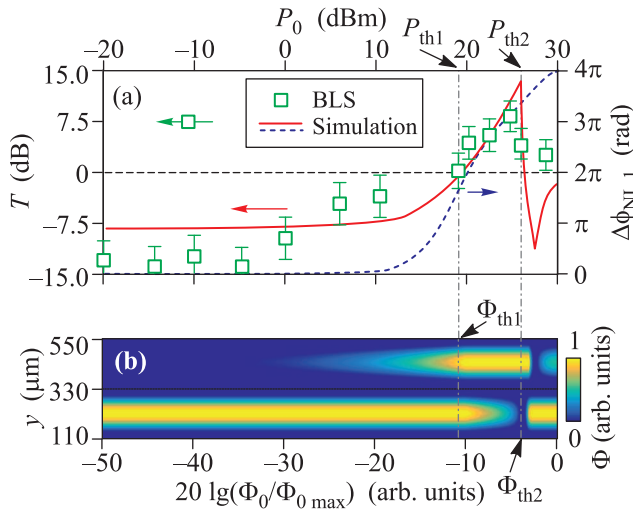 P0 (dBm)
−20 −10 0 10 20 30
Pth1 Pth2
15.0 7.5 0 −7.5 −15.0
T (dB)
(a)
BLS
Simulation
4π 3π 2π π 0
ΔϕNL1 (rad)
Φth1
(b)
550 330 330 110
y (μm)
1 0
Φ (arb. units)
−50 −40 −30 −20 −10 0
20 lg(Φ0/Φ0 max) (arb. units)
Φth2